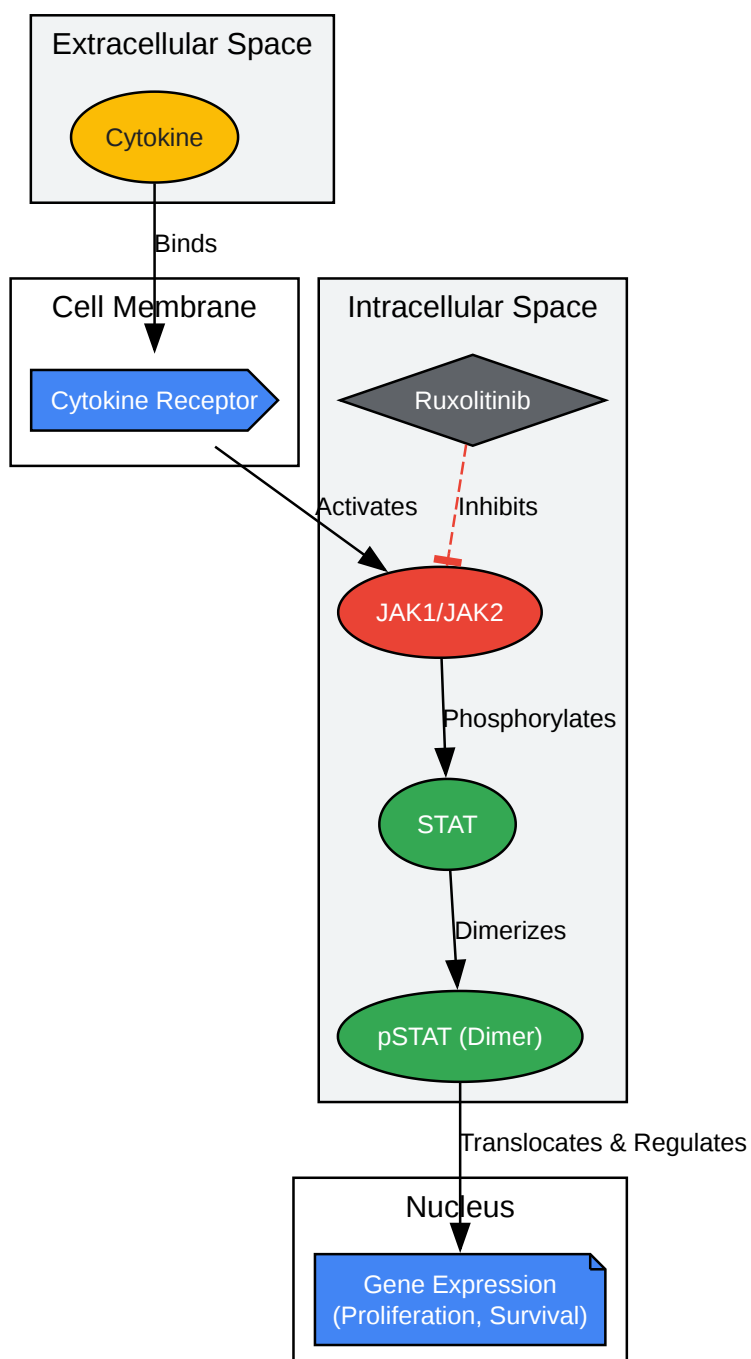 Extracellular Space
Cytokine
Binds
Cell Membrane
Intracellular Space
Cytokine Receptor
Ruxolitinib
Activates
Inhibits
JAK1/JAK2
Phosphorylates
STAT
Dimerizes
pSTAT (Dimer)
Translocates & Regulates
Nucleus
Gene Expression
(Proliferation, Survival)